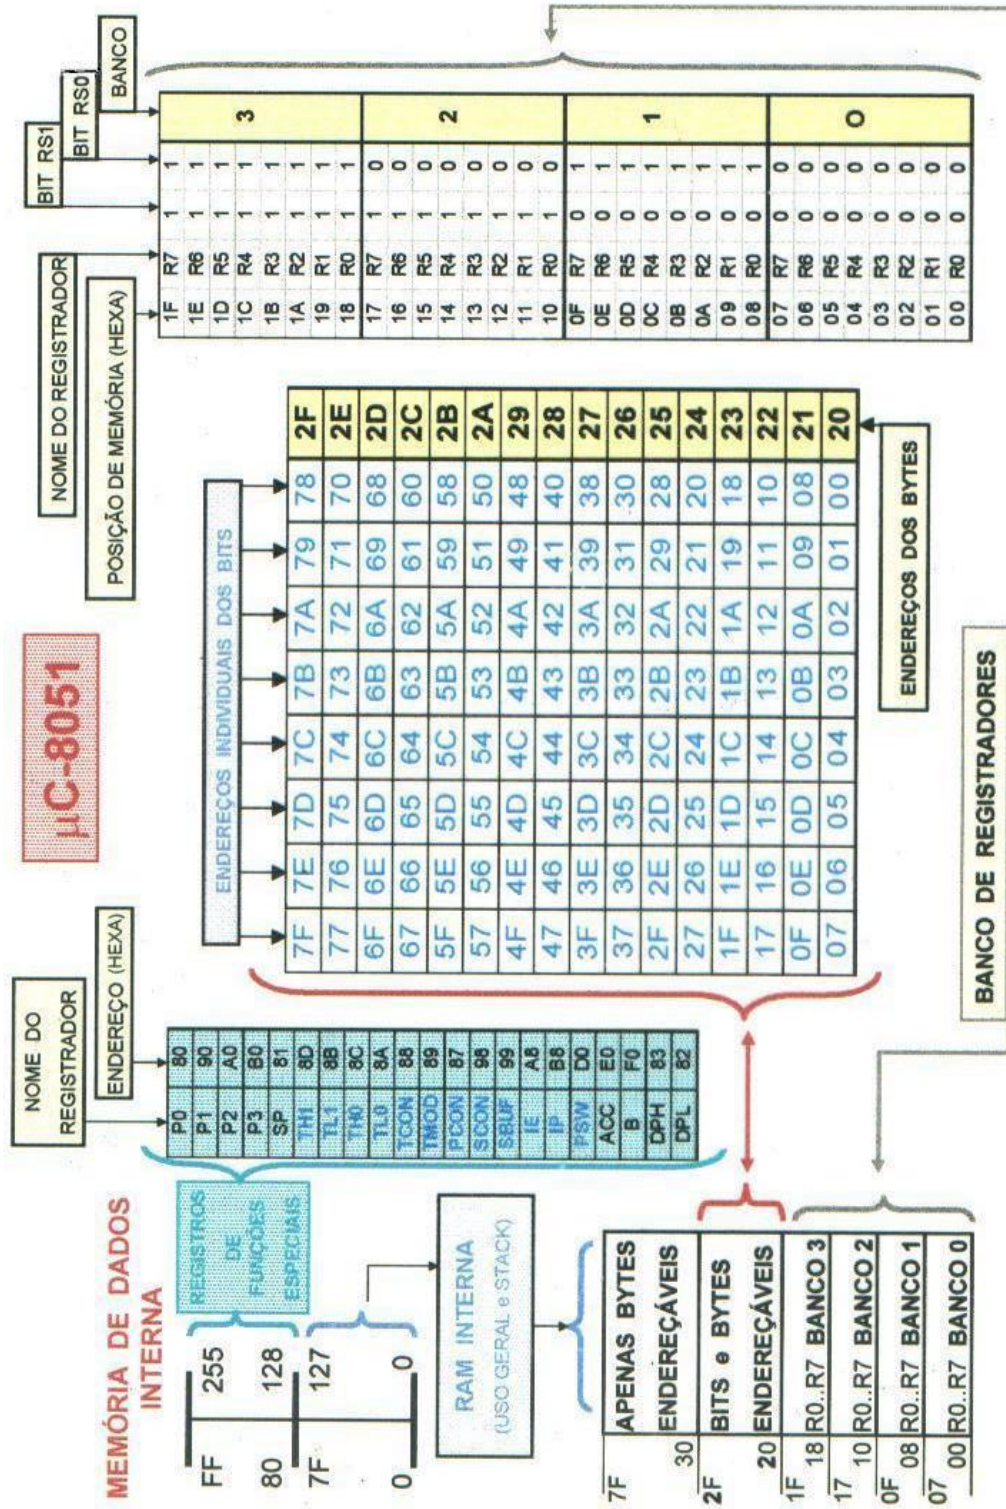 µC-8051
MEMÓRIA DE DADOS
INTERNA
FF 255
80 128
7F 127
0 0
REGISTROS
DE
FUNÇÕES
ESPECIAIS
NOME DO
REGISTRADOR
ENDEREÇO (HEXA)
P0 80
P1 90
P2 A0
P3 B0
SP 81
TH1 8D
TL1 8B
TH0 8C
TL0 8A
TCON 88
TMOD 89
PCON 87
SCON 98
SBUF 99
IE A8
IP B8
PSW D0
ACC E0
B F0
DPH 83
DPL 82
RAM INTERNA
(USO GERAL e STACK)
7F APENAS BYTES
30 ENDEREÇÁVEIS
2F BITS e BYTES
20 ENDEREÇÁVEIS
1F
18 R0..R7 BANCO 3
17
10 R0..R7 BANCO 2
0F
08 R0..R7 BANCO 1
07
00 R0..R7 BANCO 0
ENDEREÇOS INDIVIDUAIS DOS BITS
7F 7E 7D 7C 7B 7A 79 78 2F
77 76 75 74 73 72 71 70 2E
6F 6E 6D 6C 6B 6A 69 68 2D
67 66 65 64 63 62 61 60 2C
5F 5E 5D 5C 5B 5A 59 58 2B
57 56 55 54 53 52 51 50 2A
4F 4E 4D 4C 4B 4A 49 48 29
47 46 45 44 43 42 41 40 28
3F 3E 3D 3C 3B 3A 39 38 27
37 36 35 34 33 32 31 30 26
2F 2E 2D 2C 2B 2A 29 28 25
27 26 25 24 23 22 21 20 24
1F 1E 1D 1C 1B 1A 19 18 23
17 16 15 14 13 12 11 10 22
0F 0E 0D 0C 0B 0A 09 08 21
07 06 05 04 03 02 01 00 20
ENDEREÇOS DOS BYTES
BANCO DE REGISTRADORES
NOME DO REGISTRADOR
POSIÇÃO DE MEMÓRIA (HEXA)
BIT RS1
BIT RS0
BANCO
1F R7 1 1
1E R6 1 1
1D R5 1 1
1C R4 1 1 3
1B R3 1 1
1A R2 1 1
19 R1 1 1
18 R0 1 1
17 R7 1 0
16 R6 1 0
15 R5 1 0
14 R4 1 0 2
13 R3 1 0
12 R2 1 0
11 R1 1 0
10 R0 1 0
0F R7 0 1
0E R6 0 1
0D R5 0 1
0C R4 0 1 1
0B R3 0 1
0A R2 0 1
09 R1 0 1
08 R0 0 1
07 R7 0 0
06 R6 0 0
05 R5 0 0
04 R4 0 0 O
03 R3 0 0
02 R2 0 0
01 R1 0 0
00 R0 0 0